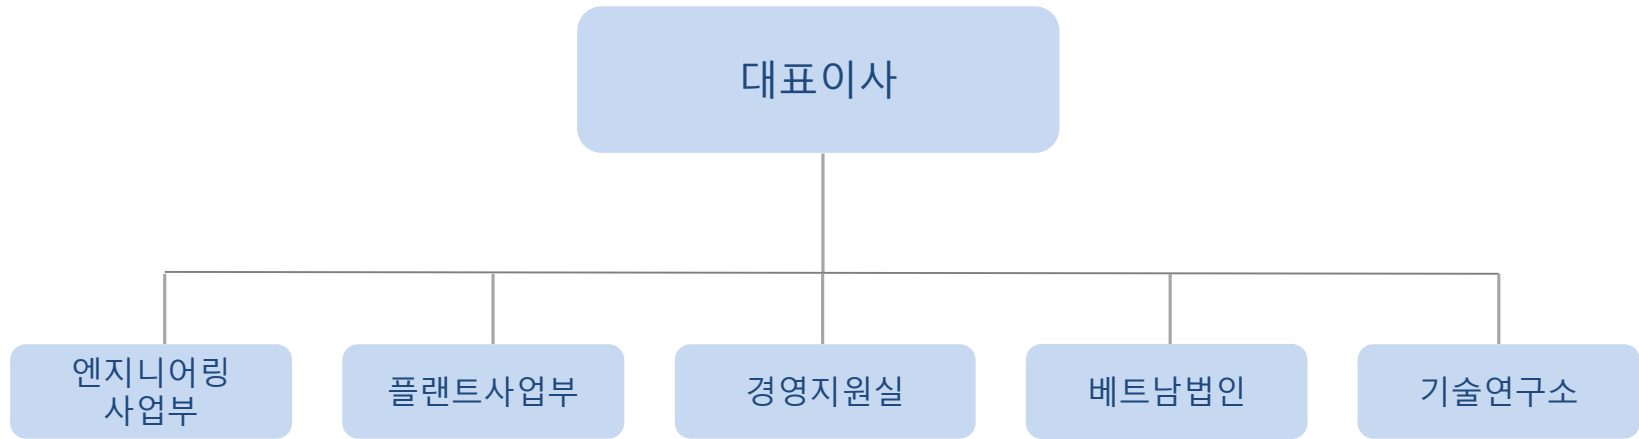 대표이사
엔지니어링
사업부
플랜트사업부
경영지원실
베트남법인
기술연구소